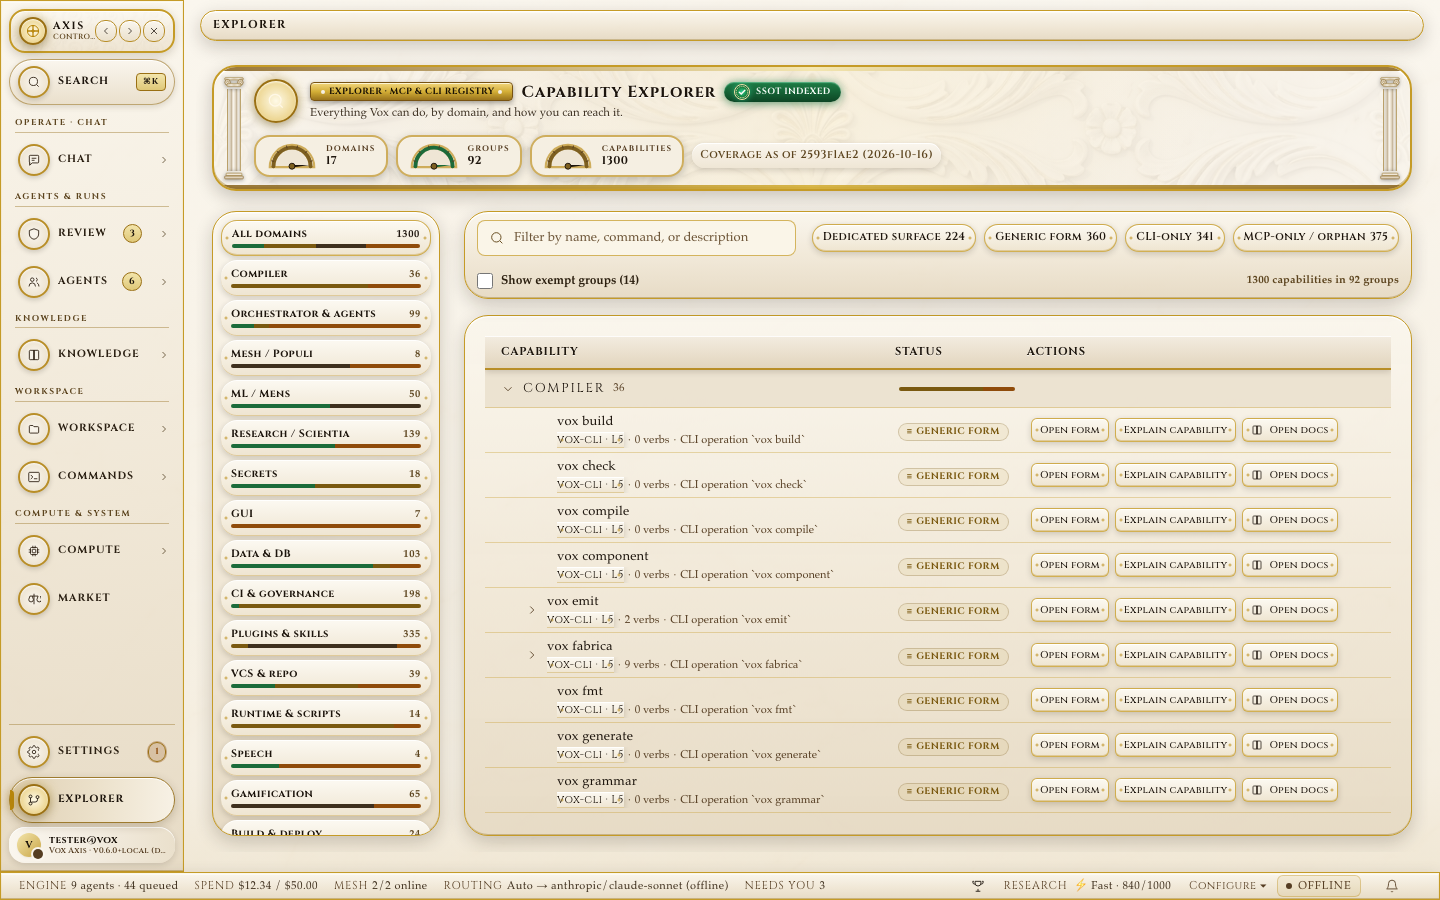 AXIS
CONTRO...
SEARCH ⌘K
OPERATE · CHAT
CHAT
AGENTS & RUNS
REVIEW 3
AGENTS 6
KNOWLEDGE
KNOWLEDGE
WORKSPACE
WORKSPACE
COMMANDS
COMPUTE & SYSTEM
COMPUTE
MARKET
SETTINGS 1
EXPLORER
V TESTER@VOX
VOX AXIS · V0.6.0+LOCAL (D...
EXPLORER
EXPLORER · MCP & CLI REGISTRY
CAPABILITY EXPLORER
SSOT INDEXED
Everything Vox can do, by domain, and how you can reach it.
DOMAINS
17
GROUPS
92
CAPABILITIES
1300
COVERAGE AS OF 2593F1AE2 (2026-10-16)
ALL DOMAINS 1300
COMPILER 36
ORCHESTRATOR & AGENTS 99
MESH / POPULI 8
ML / MENS 50
RESEARCH / SCIENTIA 139
SECRETS 18
GUI 7
DATA & DB 103
CI & GOVERNANCE 198
PLUGINS & SKILLS 335
VCS & REPO 39
RUNTIME & SCRIPTS 14
SPEECH 4
GAMIFICATION 65
BUILD & DEPLOY 24
Filter by name, command, or description
DEDICATED SURFACE 224
GENERIC FORM 360
CLI-ONLY 341
MCP-ONLY / ORPHAN 375
Show exempt groups (14)
1300 capabilities in 92 groups
CAPABILITY STATUS ACTIONS
COMPILER 36
vox build
VOX-CLI · L5 · 0 verbs · CLI operation `vox build`
≡ GENERIC FORM OPEN FORM EXPLAIN CAPABILITY OPEN DOCS
vox check
VOX-CLI · L5 · 0 verbs · CLI operation `vox check`
≡ GENERIC FORM OPEN FORM EXPLAIN CAPABILITY OPEN DOCS
vox compile
VOX-CLI · L5 · 0 verbs · CLI operation `vox compile`
≡ GENERIC FORM OPEN FORM EXPLAIN CAPABILITY OPEN DOCS
vox component
VOX-CLI · L5 · 0 verbs · CLI operation `vox component`
≡ GENERIC FORM OPEN FORM EXPLAIN CAPABILITY OPEN DOCS
vox emit
VOX-CLI · L5 · 2 verbs · CLI operation `vox emit`
≡ GENERIC FORM OPEN FORM EXPLAIN CAPABILITY OPEN DOCS
vox fabrica
VOX-CLI · L5 · 9 verbs · CLI operation `vox fabrica`
≡ GENERIC FORM OPEN FORM EXPLAIN CAPABILITY OPEN DOCS
vox fmt
VOX-CLI · L5 · 0 verbs · CLI operation `vox fmt`
≡ GENERIC FORM OPEN FORM EXPLAIN CAPABILITY OPEN DOCS
vox generate
VOX-CLI · L5 · 0 verbs · CLI operation `vox generate`
≡ GENERIC FORM OPEN FORM EXPLAIN CAPABILITY OPEN DOCS
vox grammar
VOX-CLI · L5 · 0 verbs · CLI operation `vox grammar`
≡ GENERIC FORM OPEN FORM EXPLAIN CAPABILITY OPEN DOCS
ENGINE 9 agents · 44 queued SPEND $12.34 / $50.00 MESH 2/2 online ROUTING Auto → anthropic/claude-sonnet (offline) NEEDS YOU 3 RESEARCH ⚡ Fast · 840/1000 CONFIGURE ● OFFLINE